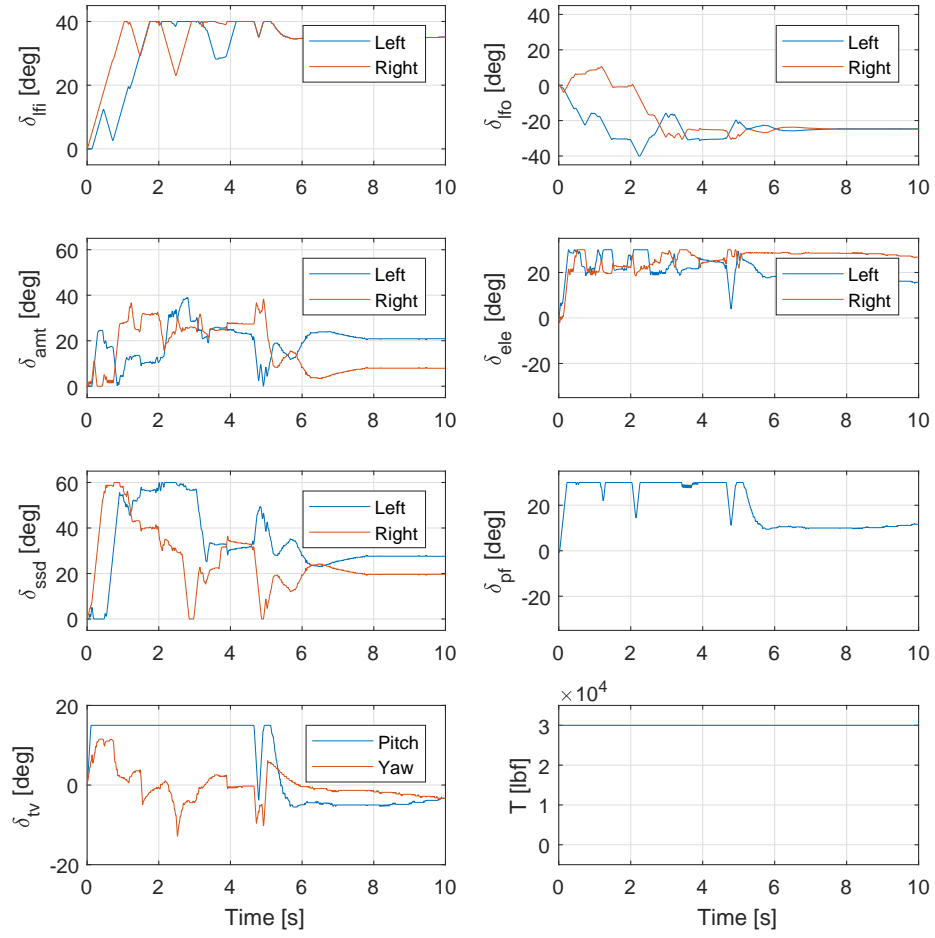 40
20
0
δlfi [deg]
Left
Right
0 2 4 6 8 10
40
20
0
-20
-40
δlfo [deg]
Left
Right
0 2 4 6 8 10
60
40
20
0
δamt [deg]
Left
Right
0 2 4 6 8 10
20
0
-20
δele [deg]
Left
Right
0 2 4 6 8 10
60
40
20
0
δssd [deg]
Left
Right
0 2 4 6 8 10
20
0
-20
δpf [deg]
0 2 4 6 8 10
20
0
-20
δtv [deg]
Pitch
Yaw
0 2 4 6 8 10
Time [s]
×10⁴
3
2
1
0
T [lbf]
0 2 4 6 8 10
Time [s]